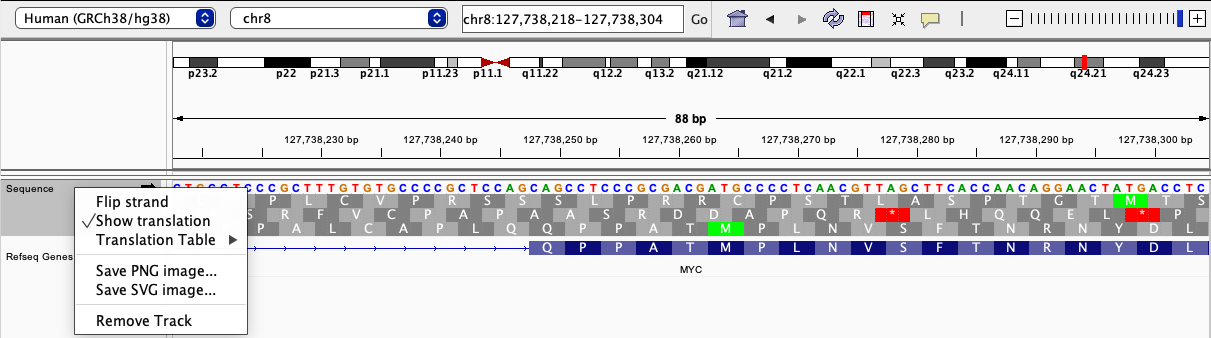 Human (GRCh38/hg38)
chr8
chr8:127,738,218-127,738,304
Go
p23.2 p22 p21.3 p21.1 p11.23 p11.1 q11.22 q12.2 q13.2 q21.12 q21.2 q22.1 q22.3 q23.2 q24.11 q24.21 q24.23
88 bp
127,738,230 bp 127,738,240 bp 127,738,250 bp 127,738,260 bp 127,738,270 bp 127,738,280 bp 127,738,290 bp 127,738,300 bp
Sequence
CTGCCTCCCGCTTTGTGTGCCCCGCTCCAGCAGCCTCCCGCGACGATGCCCCTCAACGTTAGCTTCACCAACAGGAACTATGACCTC
P L C V P R S S S L P R R C P S T L A S P T G T M T S
S R F V C P A P A A S R D D A P Q R * L H Q Q E L * P
P A L C A P L Q Q P P A T M P L N V S F T N R N Y D L
Refseq Genes
Q P P A T M P L N V S F T N R N Y D L
MYC
Flip strand
✓Show translation
Translation Table ▶
Save PNG image...
Save SVG image...
Remove Track